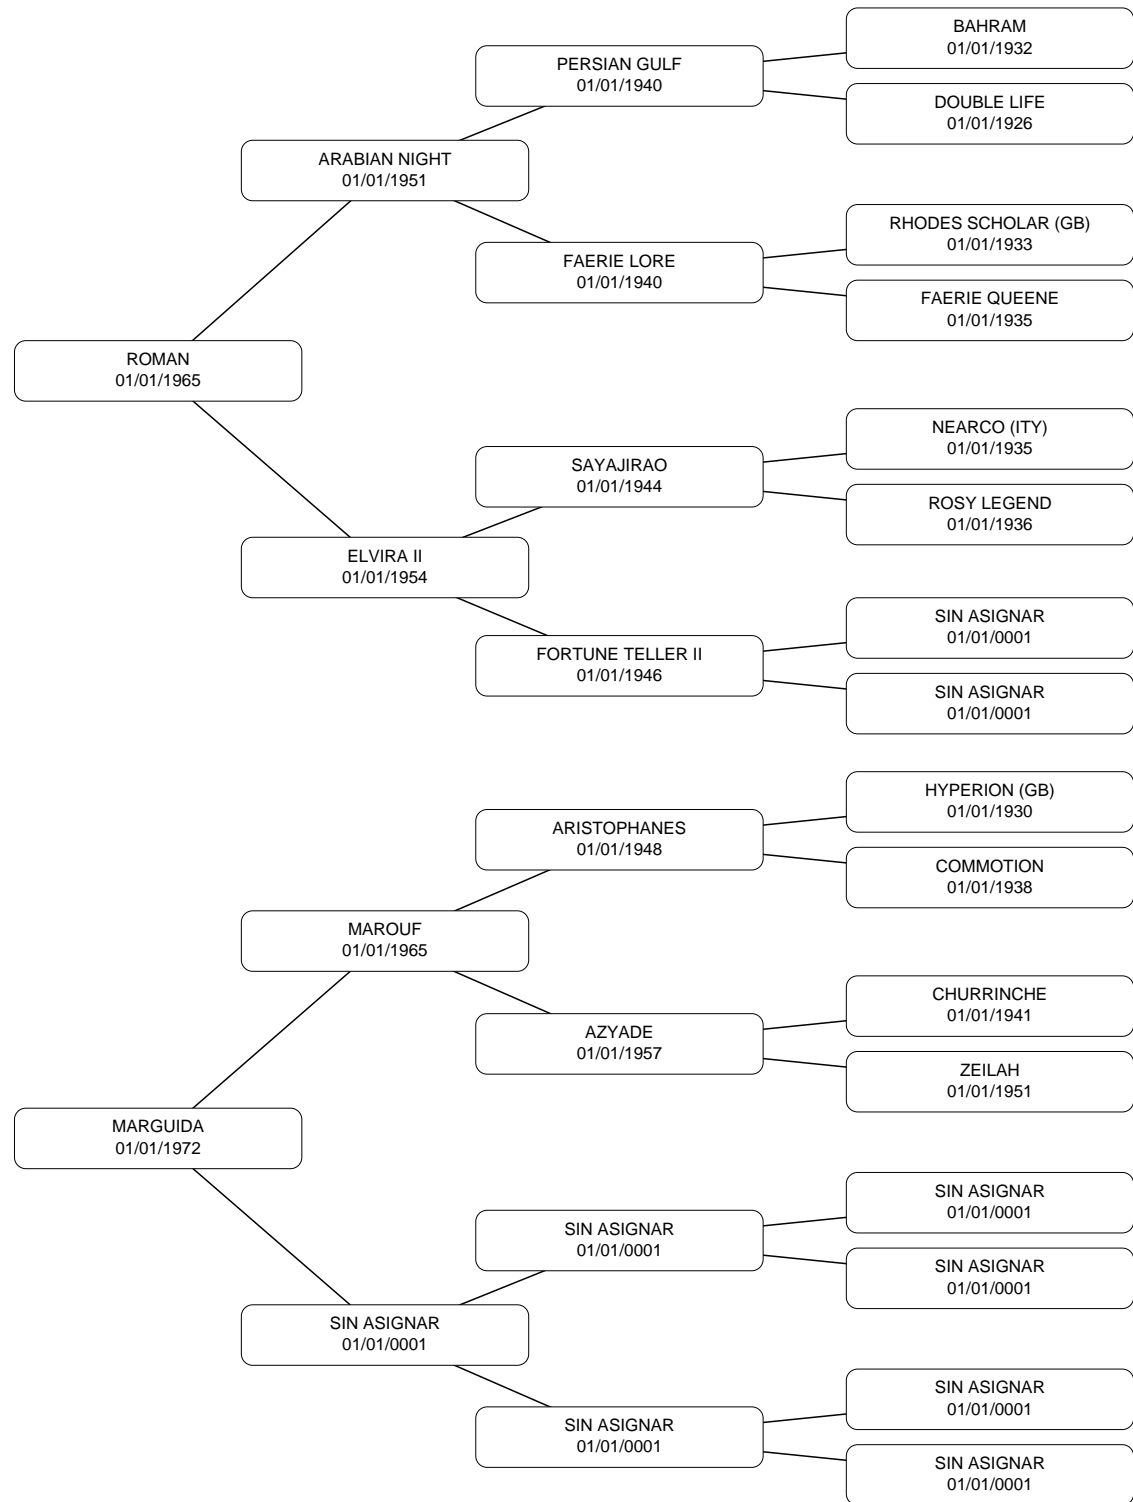 BAHRAM
01/01/1932
PERSIAN GULF
01/01/1940
DOUBLE LIFE
01/01/1926
ARABIAN NIGHT
01/01/1951
RHODES SCHOLAR (GB)
01/01/1933
FAERIE LORE
01/01/1940
FAERIE QUEENE
01/01/1935
ROMAN
01/01/1965
NEARCO (ITY)
01/01/1935
SAYAJIRAO
01/01/1944
ROSY LEGEND
01/01/1936
ELVIRA II
01/01/1954
SIN ASIGNAR
01/01/0001
FORTUNE TELLER II
01/01/1946
SIN ASIGNAR
01/01/0001
HYPERION (GB)
01/01/1930
ARISTOPHANES
01/01/1948
COMMOTION
01/01/1938
MAROUF
01/01/1965
CHURRINCHE
01/01/1941
AZYADE
01/01/1957
ZEILAH
01/01/1951
MARGUIDA
01/01/1972
SIN ASIGNAR
01/01/0001
SIN ASIGNAR
01/01/0001
SIN ASIGNAR
01/01/0001
SIN ASIGNAR
01/01/0001
SIN ASIGNAR
01/01/0001
SIN ASIGNAR
01/01/0001
SIN ASIGNAR
01/01/0001